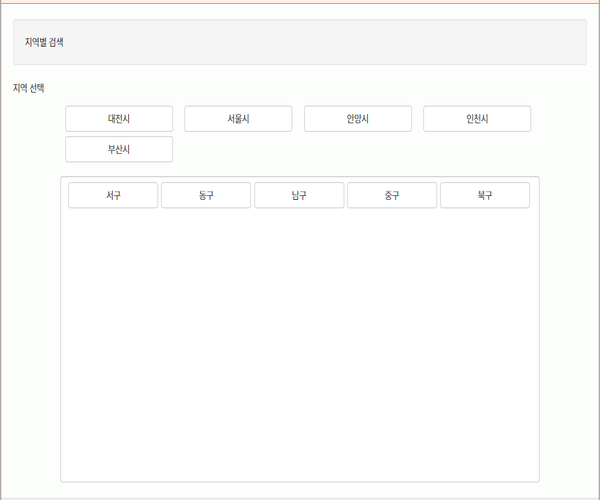 지역별 검색
지역 선택
대전시 서울시 안양시 인천시
부산시
서구 동구 남구 중구 북구